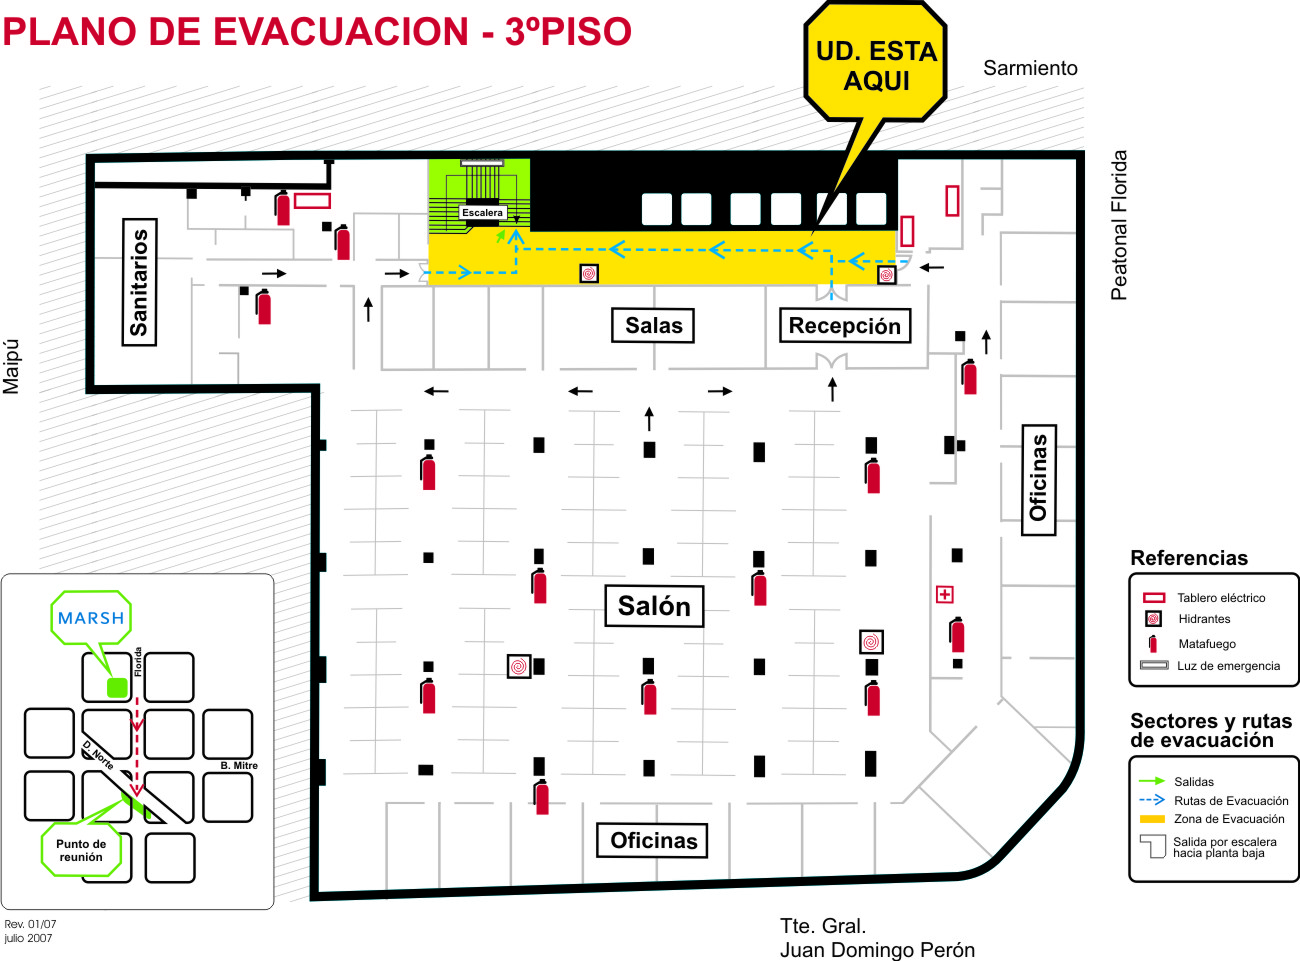 PLANO DE EVACUACION - 3ºPISO
UD. ESTA
AQUI
Sarmiento
Peatonal Florida
Maipú
Escalera
Sanitarios
Salas
Recepción
Oficinas
Salón
Oficinas
MARSH
Florida
D. Norte
B. Mitre
Punto de
reunión
Rev. 01/07
julio 2007
Tte. Gral.
Juan Domingo Perón
Referencias
Tablero eléctrico
Hidrantes
Matafuego
Luz de emergencia
Sectores y rutas
de evacuación
Salidas
Rutas de Evacuación
Zona de Evacuación
Salida por escalera
hacia planta baja